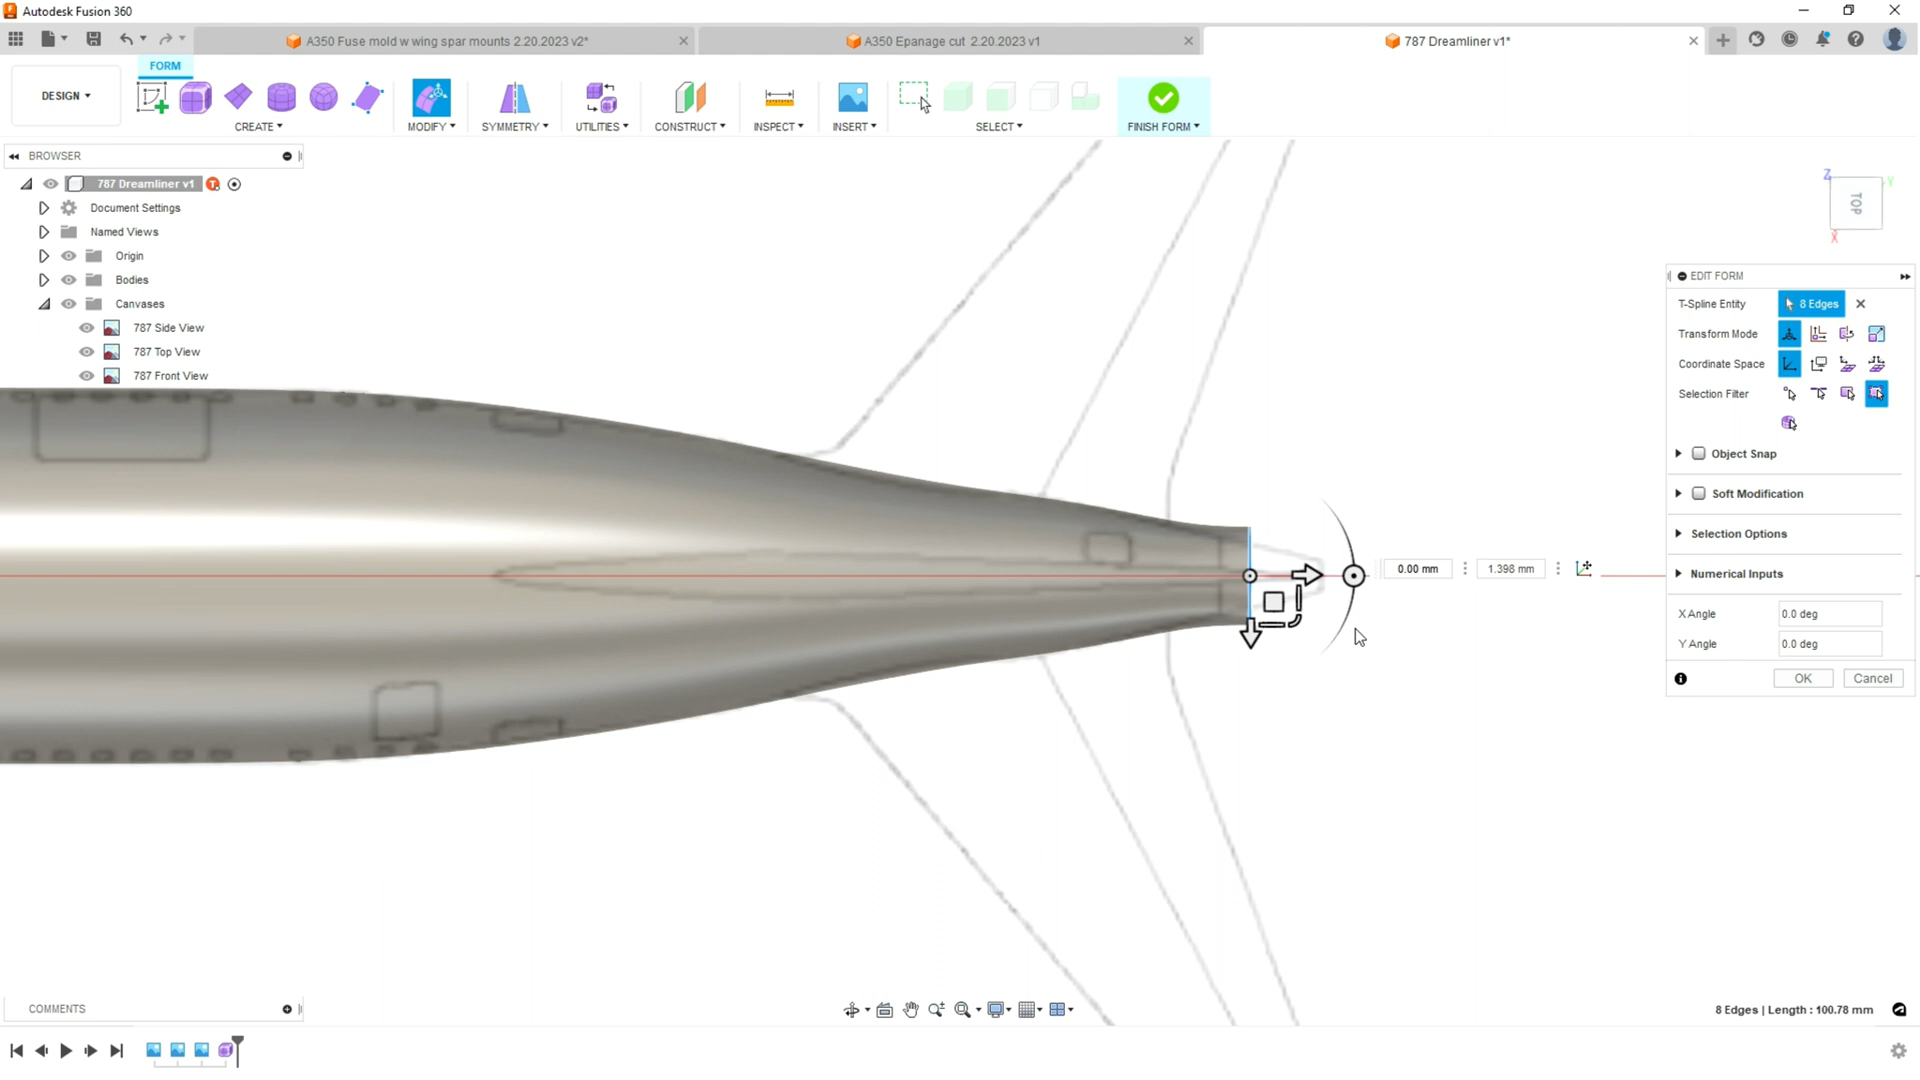 Autodesk Fusion 360
A350 Fuse mold w wing spar mounts 2.20.2023 v2*
A350 Epanage cut 2.20.2023 v1
787 Dreamliner v1*
FORM
DESIGN
CREATE
MODIFY
SYMMETRY
UTILITIES
CONSTRUCT
INSPECT
INSERT
SELECT
FINISH FORM
BROWSER
787 Dreamliner v1
Document Settings
Named Views
Origin
Bodies
Canvases
787 Side View
787 Top View
787 Front View
Z
Y
TOP
X
EDIT FORM
T-Spline Entity
8 Edges
Transform Mode
Coordinate Space
Selection Filter
Object Snap
Soft Modification
Selection Options
Numerical Inputs
X Angle
0.0 deg
Y Angle
0.0 deg
OK
Cancel
0.00 mm
1.398 mm
COMMENTS
8 Edges | Length : 100.78 mm